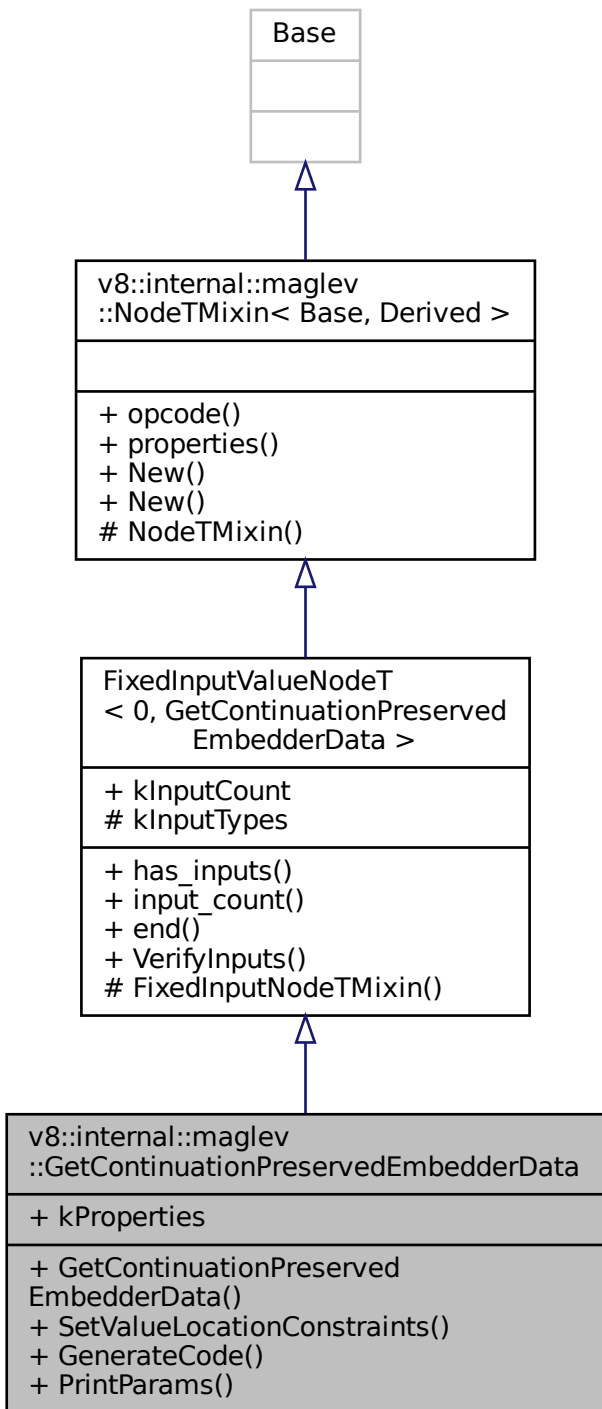 Base
v8::internal::maglev
::NodeTMixin< Base, Derived >
+ opcode()
+ properties()
+ New()
+ New()
# NodeTMixin()
FixedInputValueNodeT
< 0, GetContinuationPreserved
EmbedderData >
+ kInputCount
# kInputTypes
+ has_inputs()
+ input_count()
+ end()
+ VerifyInputs()
# FixedInputNodeTMixin()
v8::internal::maglev
::GetContinuationPreservedEmbedderData
+ kProperties
+ GetContinuationPreserved
EmbedderData()
+ SetValueLocationConstraints()
+ GenerateCode()
+ PrintParams()